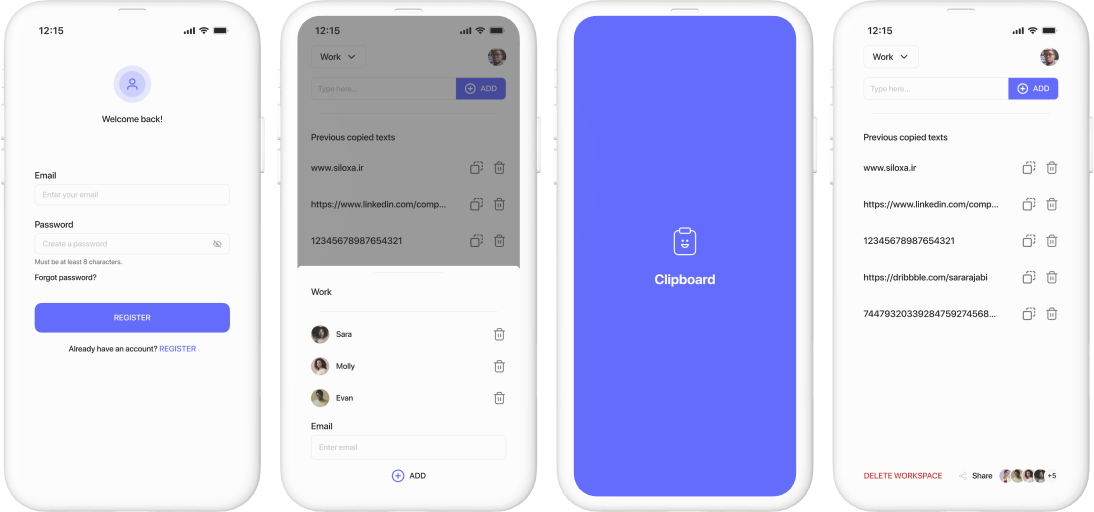 12:15
Welcome back!
Email
Enter your email
Password
Create a password
Must be at least 8 characters.
Forgot password?
REGISTER
Already have an account? REGISTER
12:15
Work
Type here...
ADD
Previous copied texts
www.siloxa.ir
https://www.linkedin.com/comp...
12345678987654321
Work
Sara
Molly
Evan
Email
Enter email
ADD
Clipboard
12:15
Work
Type here...
ADD
Previous copied texts
www.siloxa.ir
https://www.linkedin.com/comp...
12345678987654321
https://dribbble.com/sararajabi
74479320339284759274568...
DELETE WORKSPACE
Share
+5